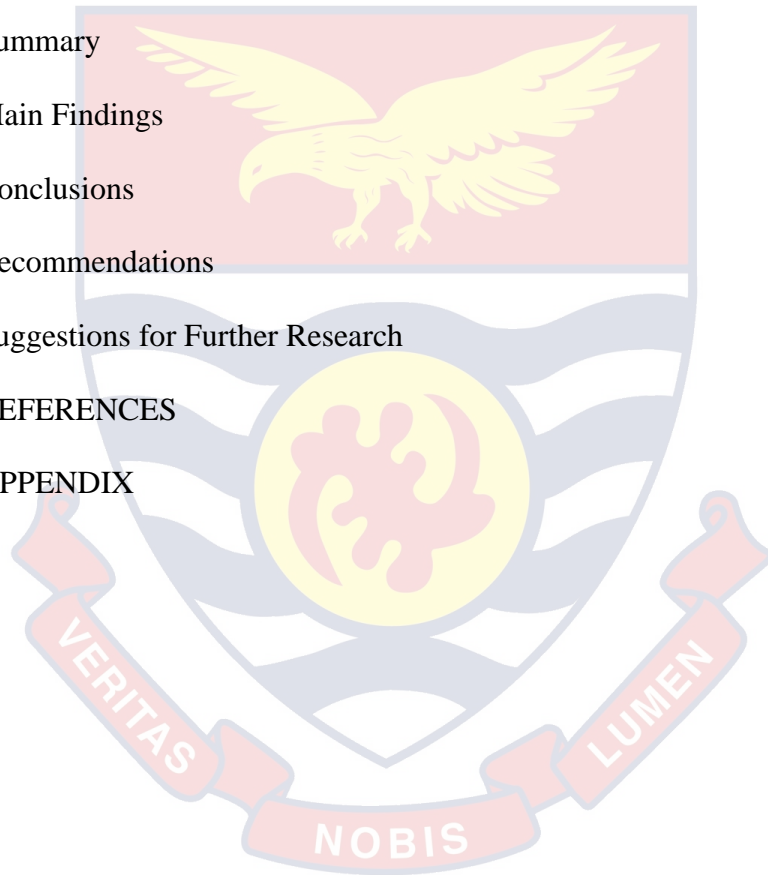 ummary
Main Findings
onclusions
ecommendations
uggestions for Further Research
EFERENCES
PPENDIX
VERITAS
NOBIS
LUMEN